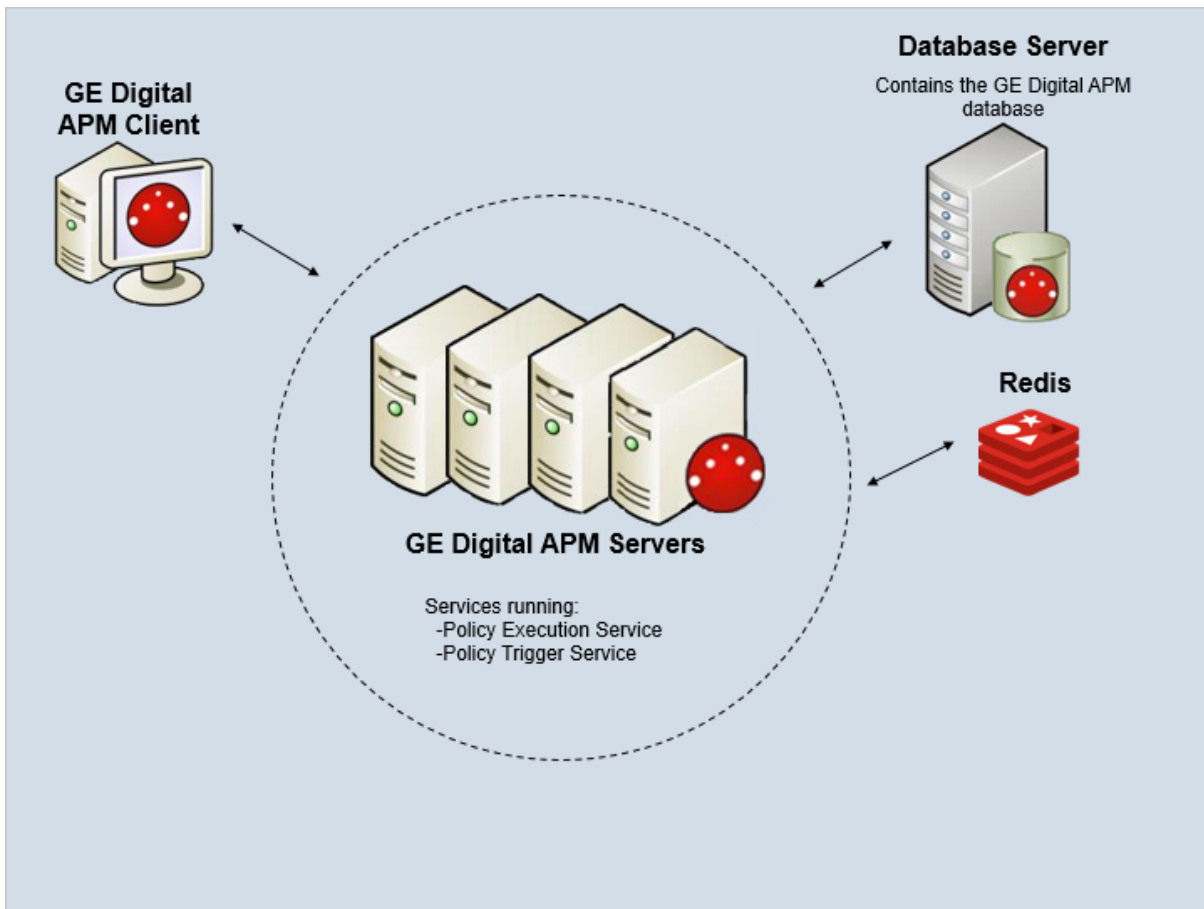 GE Digital
APM Client
Database Server
Contains the GE Digital APM
database
Redis
GE Digital APM Servers
Services running:
-Policy Execution Service
-Policy Trigger Service